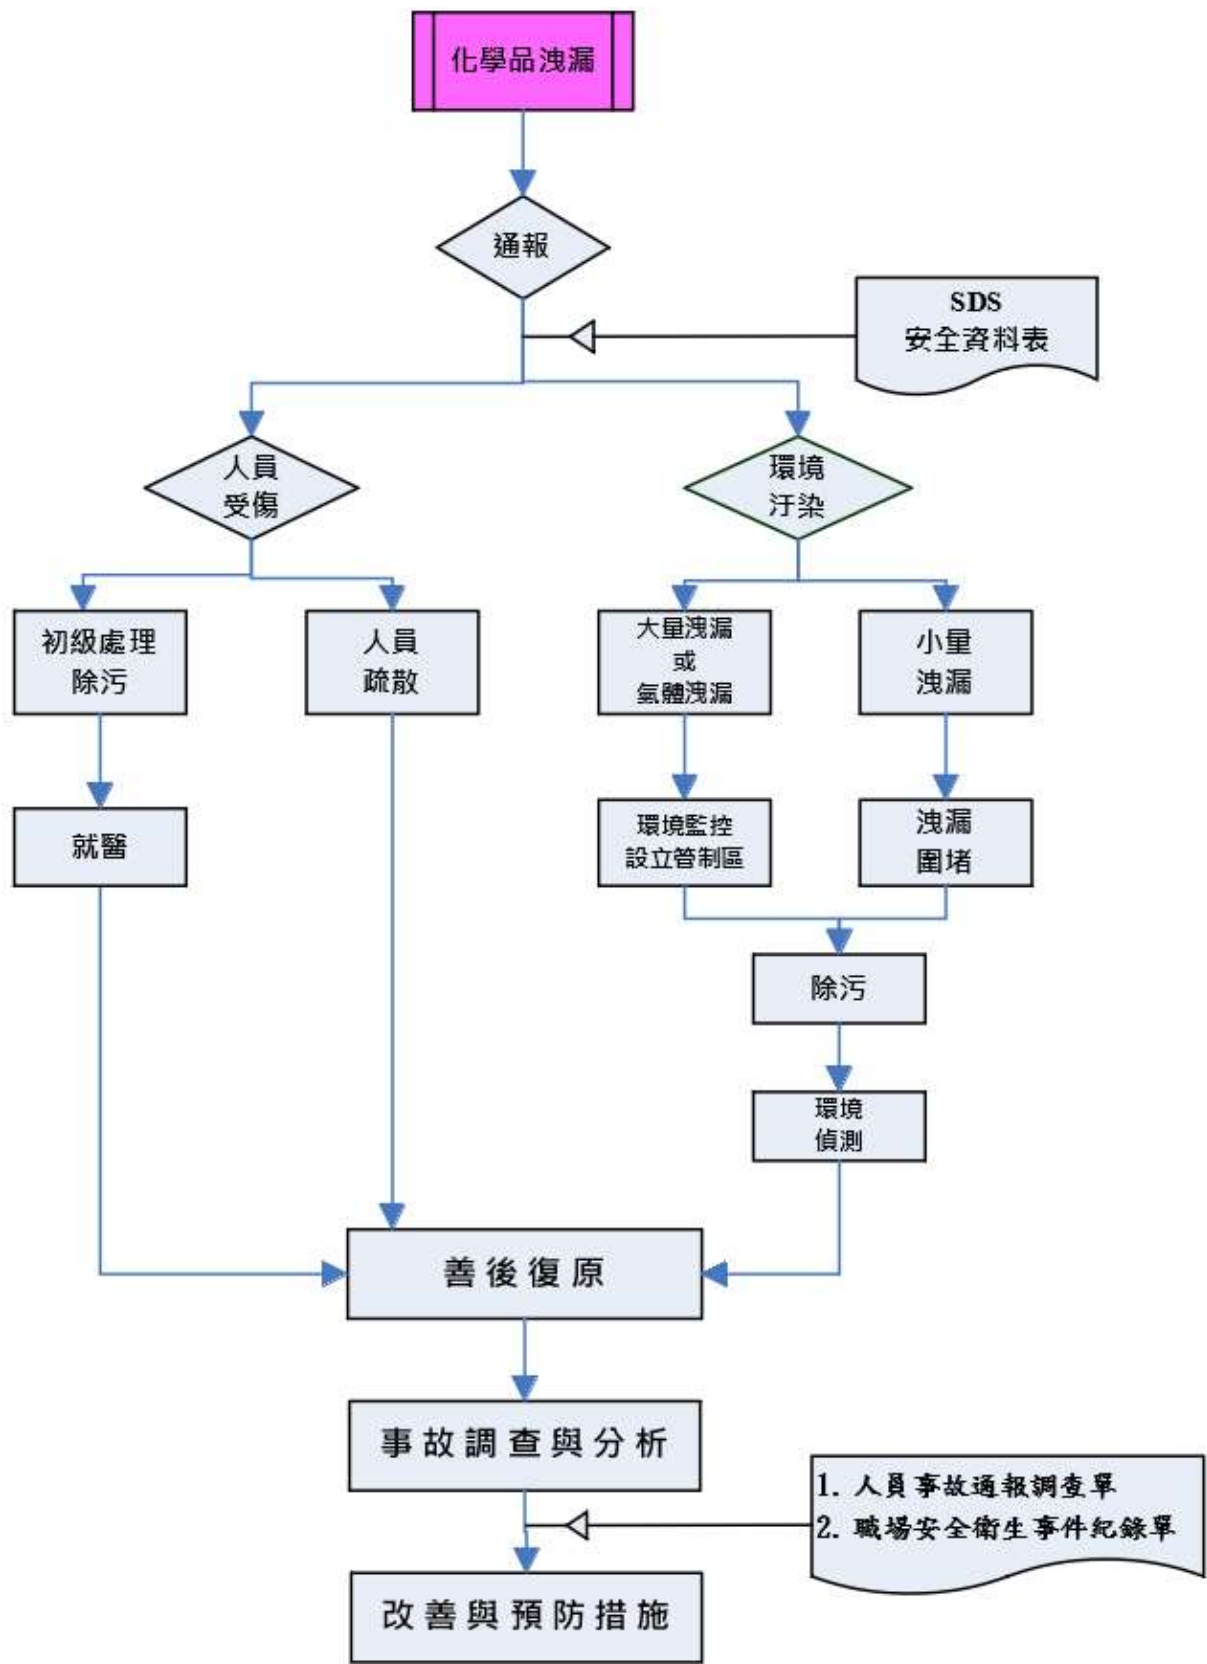 化學品洩漏
通報
SDS
安全資料表
人員
受傷
環境
汙染
初級處理
除污
人員
疏散
大量洩漏
或
氣體洩漏
小量
洩漏
就醫
環境監控
設立管制區
洩漏
圍堵
除污
環境
偵測
善後復原
事故調查與分析
1. 人員事故通報調查單
2. 職場安全衛生事件紀錄單
改善與預防措施